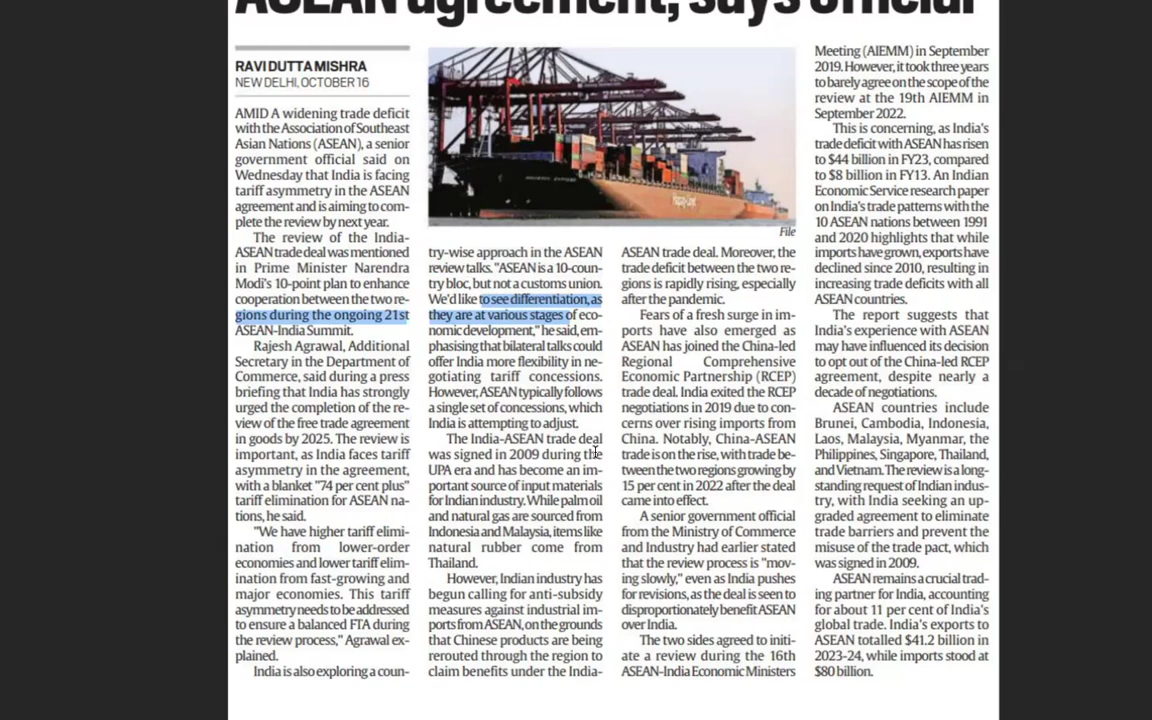 ASEAN agreement, says official
RAVI DUTTA MISHRA
NEW DELHI, OCTOBER 16
AMID A widening trade deficit
with the Association of Southeast
Asian Nations (ASEAN), a senior
government official said on
Wednesday that India is facing
tariff asymmetry in the ASEAN
agreement and is aiming to com-
plete the review by next year.
The review of the India-
ASEAN trade deal was mentioned
in Prime Minister Narendra
Modi's 10-point plan to enhance
cooperation between the two re-
gions during the ongoing 21st
ASEAN-India Summit.
Rajesh Agrawal, Additional
Secretary in the Department of
Commerce, said during a press
briefing that India has strongly
urged the completion of the re-
view of the free trade agreement
in goods by 2025. The review is
important, as India faces tariff
asymmetry in the agreement,
with a blanket "74 per cent plus"
tariff elimination for ASEAN na-
tions, he said.
"We have higher tariff elimi-
nation from lower-order
economies and lower tariff elim-
ination from fast-growing and
major economies. This tariff
asymmetry needs to be addressed
to ensure a balanced FTA during
the review process," Agrawal ex-
plained.
India is also exploring a coun-
File
try-wise approach in the ASEAN
review talks. "ASEAN is a 10-coun-
try bloc, but not a customs union.
We'd like to see differentiation, as
they are at various stages of eco-
nomic development," he said, em-
phasising that bilateral talks could
offer India more flexibility in ne-
gotiating tariff concessions.
However, ASEAN typically follows
a single set of concessions, which
India is attempting to adjust.
The India-ASEAN trade deal
was signed in 2009 during the
UPA era and has become an im-
portant source of input materials
for Indian industry. While palm oil
and natural gas are sourced from
Indonesia and Malaysia, items like
natural rubber come from
Thailand.
However, Indian industry has
begun calling for anti-subsidy
measures against industrial im-
ports from ASEAN, on the grounds
that Chinese products are being
rerouted through the region to
claim benefits under the India-
ASEAN trade deal. Moreover, the
trade deficit between the two re-
gions is rapidly rising, especially
after the pandemic.
Fears of a fresh surge in im-
ports have also emerged as
ASEAN has joined the China-led
Regional Comprehensive
Economic Partnership (RCEP)
trade deal. India exited the RCEP
negotiations in 2019 due to con-
cerns over rising imports from
China. Notably, China-ASEAN
trade is on the rise, with trade be-
tween the two regions growing by
15 per cent in 2022 after the deal
came into effect.
A senior government official
from the Ministry of Commerce
and Industry had earlier stated
that the review process is "mov-
ing slowly," even as India pushes
for revisions, as the deal is seen to
disproportionately benefit ASEAN
over India.
The two sides agreed to initi-
ate a review during the 16th
ASEAN-India Economic Ministers
Meeting (AIEMM) in September
2019. However, it took three years
to barely agree on the scope of the
review at the 19th AIEMM in
September 2022.
This is concerning, as India's
trade deficit with ASEAN has risen
to $44 billion in FY23, compared
to $8 billion in FY13. An Indian
Economic Service research paper
on India's trade patterns with the
10 ASEAN nations between 1991
and 2020 highlights that while
imports have grown, exports have
declined since 2010, resulting in
increasing trade deficits with all
ASEAN countries.
The report suggests that
India's experience with ASEAN
may have influenced its decision
to opt out of the China-led RCEP
agreement, despite nearly a
decade of negotiations.
ASEAN countries include
Brunei, Cambodia, Indonesia,
Laos, Malaysia, Myanmar, the
Philippines, Singapore, Thailand,
and Vietnam. The review is a long-
standing request of Indian indus-
try, with India seeking an up-
graded agreement to eliminate
trade barriers and prevent the
misuse of the trade pact, which
was signed in 2009.
ASEAN remains a crucial trad-
ing partner for India, accounting
for about 11 per cent of India's
global trade. India's exports to
ASEAN totalled $41.2 billion in
2023-24, while imports stood at
$80 billion.